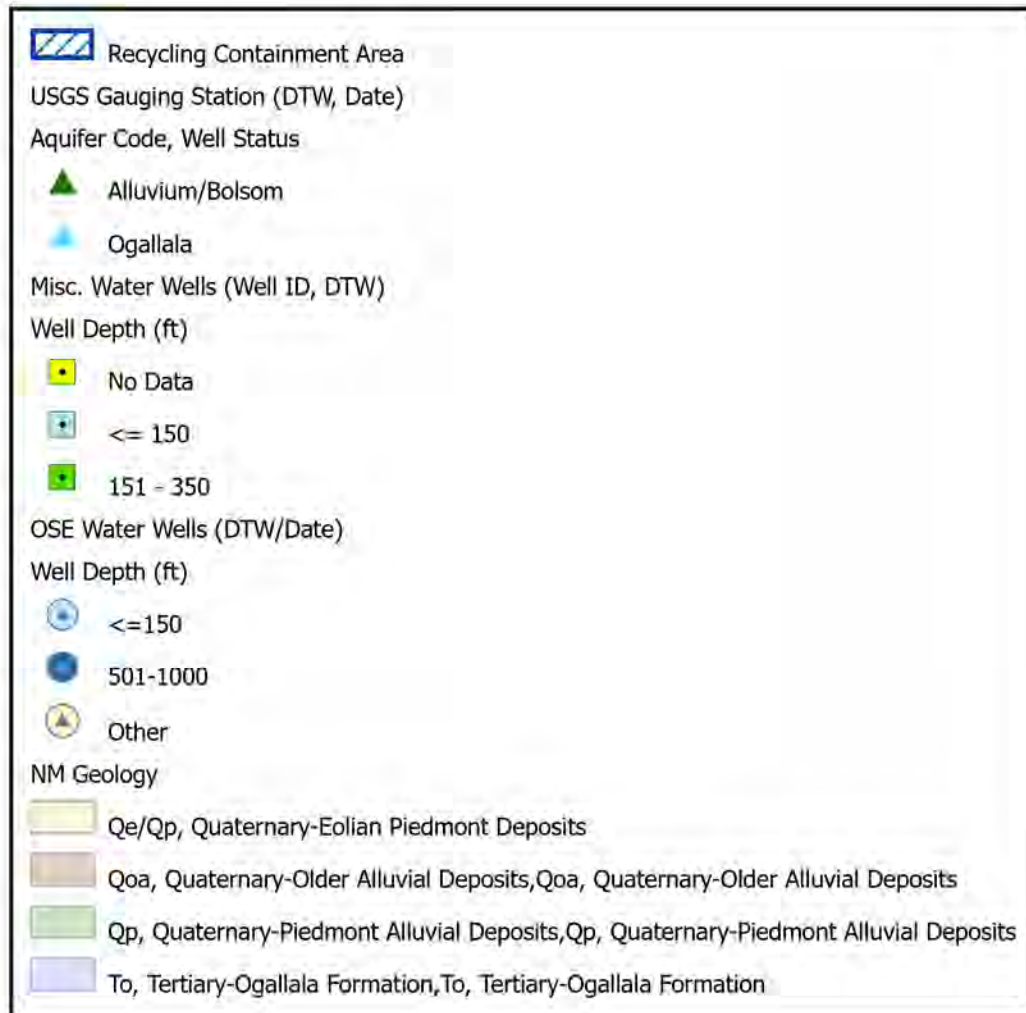 Recycling Containment Area
USGS Gauging Station (DTW, Date)
Aquifer Code, Well Status
Alluvium/Bolsom
Ogallala
Misc. Water Wells (Well ID, DTW)
Well Depth (ft)
No Data
<= 150
151 - 350
OSE Water Wells (DTW/Date)
Well Depth (ft)
<=150
501-1000
Other
NM Geology
Qe/Qp, Quaternary-Eolian Piedmont Deposits
Qoa, Quaternary-Older Alluvial Deposits,Qoa, Quaternary-Older Alluvial Deposits
Qp, Quaternary-Piedmont Alluvial Deposits,Qp, Quaternary-Piedmont Alluvial Deposits
To, Tertiary-Ogallala Formation,To, Tertiary-Ogallala Formation